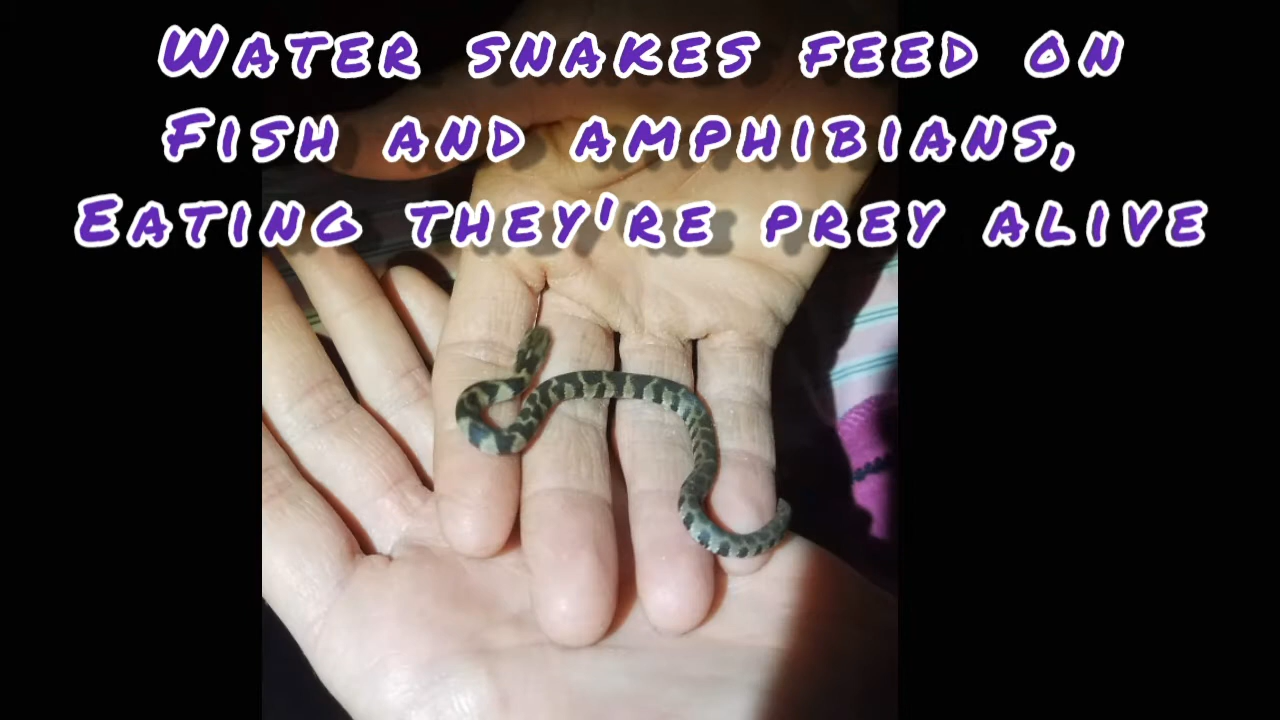 Water snakes feed on
Fish and amphibians,
Eating they're prey alive